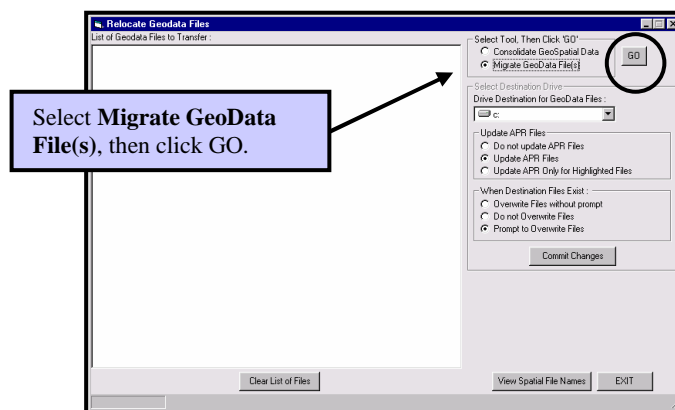 Relocate Geodata Files
List of Geodata Files to Transfer :
Select Tool, Then Click 'GO'
Consolidate GeoSpatial Data
Migrate GeoData File(s)
GO
Select Destination Drive
Drive Destination for GeoData Files :
c:
Update APR Files
Do not update APR Files
Update APR Files
Update APR Only for Highlighted Files
When Destination Files Exist :
Overwrite Files without prompt
Do not Overwrite Files
Prompt to Overwrite Files
Commit Changes
Select Migrate GeoData
File(s), then click GO.
Clear List of Files
View Spatial File Names
EXIT